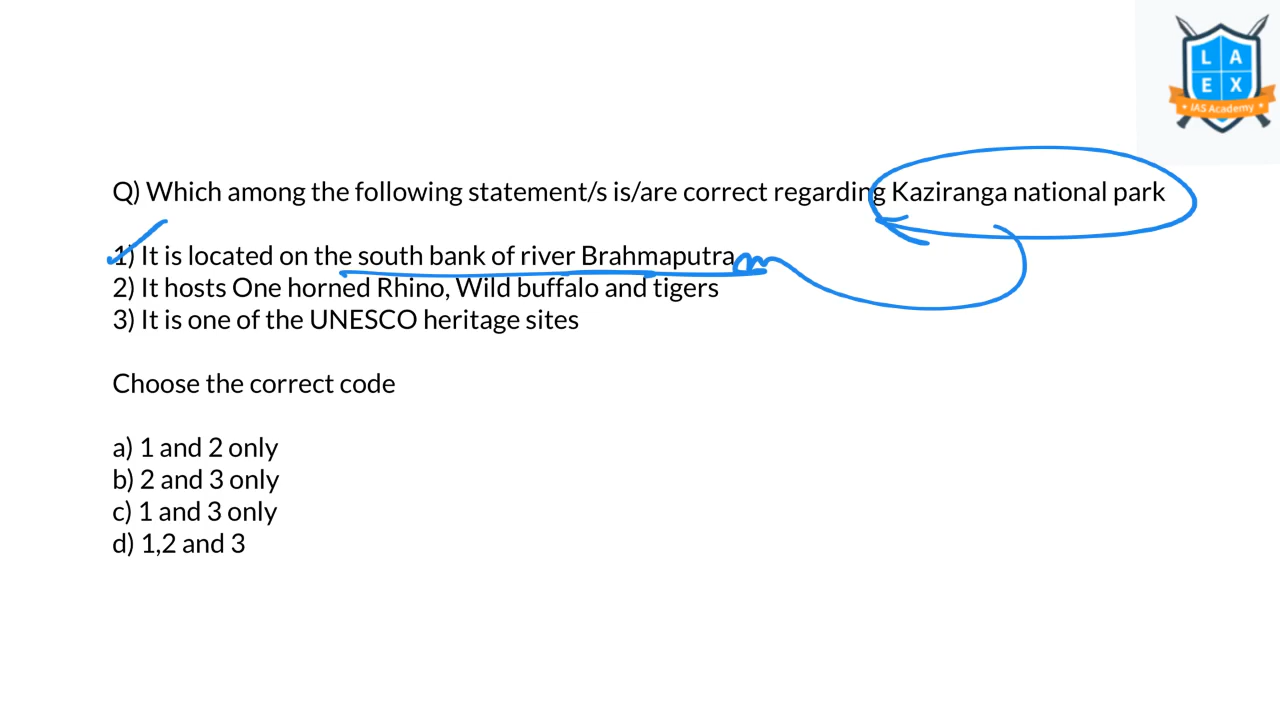 L A
E X
IAS Academy
Q) Which among the following statement/s is/are correct regarding Kaziranga national park
1) It is located on the south bank of river Brahmaputra
2) It hosts One horned Rhino, Wild buffalo and tigers
3) It is one of the UNESCO heritage sites
Choose the correct code
a) 1 and 2 only
b) 2 and 3 only
c) 1 and 3 only
d) 1,2 and 3